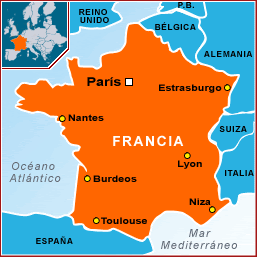 REINO
UNIDO
P.B.
BÉLGICA
ALEMANIA
París
Estrasburgo
Nantes
FRANCIA
SUIZA
Lyon
Océano
Atlántico
ITALIA
Burdeos
Niza
Toulouse
Mar
Mediterráneo
ESPAÑA